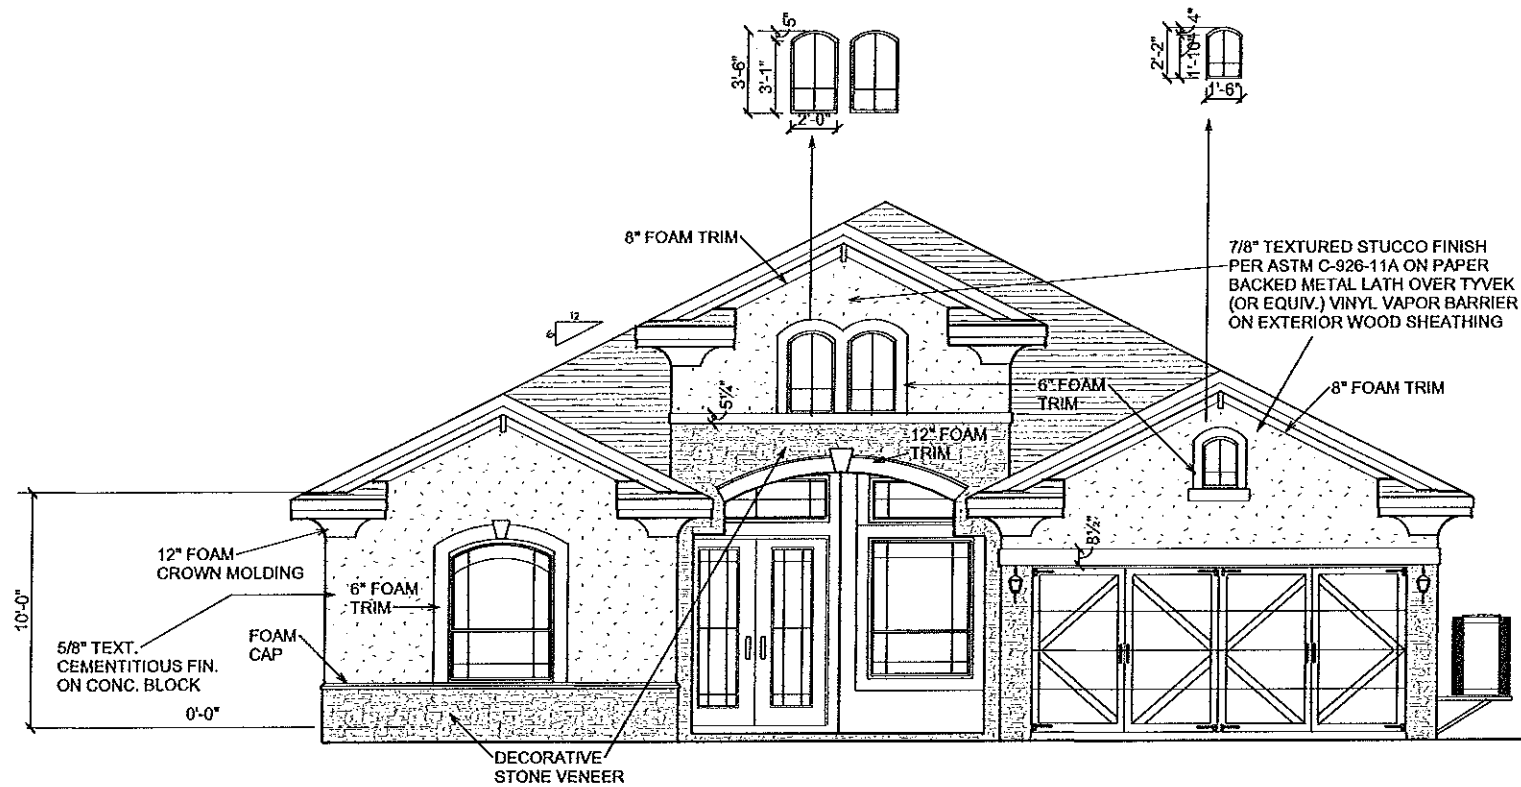 5"
3'-6"
3'-1"
2'-0"
4"
2'-2"
1'-10"
1'-6"
8" FOAM TRIM
7/8" TEXTURED STUCCO FINISH
PER ASTM C-926-11A ON PAPER
BACKED METAL LATH OVER TYVEK
(OR EQUIV.) VINYL VAPOR BARRIER
ON EXTERIOR WOOD SHEATHING
12
6
5¼"
6" FOAM
TRIM
8" FOAM TRIM
12" FOAM
TRIM
8½"
12" FOAM
CROWN MOLDING
6" FOAM
TRIM
10'-0"
5/8" TEXT.
CEMENTITIOUS FIN.
ON CONC. BLOCK
FOAM
CAP
0'-0"
DECORATIVE
STONE VENEER